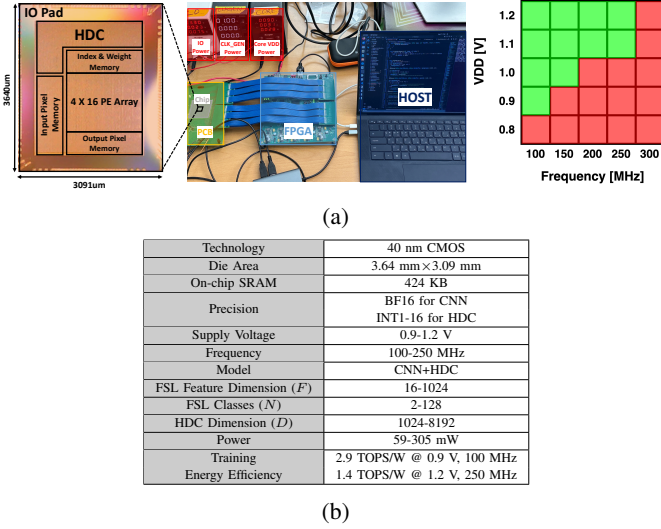 IO Pad
HDC
Index & Weight
Memory
Input Pixel
Memory
4 X 16 PE Array
Output Pixel
Memory
3640um
3091um
IO
Power
CLK_GEN
Power
Core VDD
Power
Chip
PCB
FPGA
HOST
VDD [V]
1.2
1.1
1.0
0.9
0.8
100 150 200 250 300
Frequency [MHz]
(a)
Technology 40 nm CMOS
Die Area 3.64 mm×3.09 mm
On-chip SRAM 424 KB
Precision BF16 for CNN
INT1-16 for HDC
Supply Voltage 0.9-1.2 V
Frequency 100-250 MHz
Model CNN+HDC
FSL Feature Dimension (F) 16-1024
FSL Classes (N) 2-128
HDC Dimension (D) 1024-8192
Power 59-305 mW
Training 2.9 TOPS/W @ 0.9 V, 100 MHz
Energy Efficiency 1.4 TOPS/W @ 1.2 V, 250 MHz
(b)